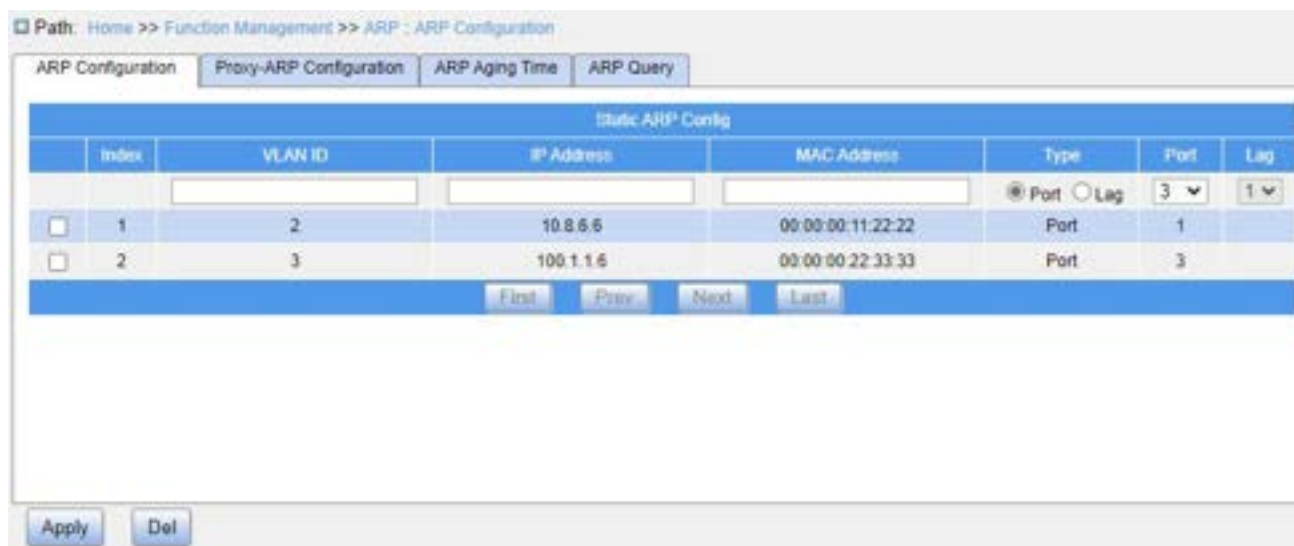 Path: Home >> Function Management >> ARP : ARP Configuration
ARP Configuration Proxy-ARP Configuration ARP Aging Time ARP Query
Static ARP Config
Index VLAN ID IP Address MAC Address Type Port Lag
Port Lag 3 1
1 2 10.8.6.6 00:00:00:11:22:22 Port 1
2 3 100.1.1.6 00:00:00:22:33:33 Port 3
First Prev Next Last
Apply Del